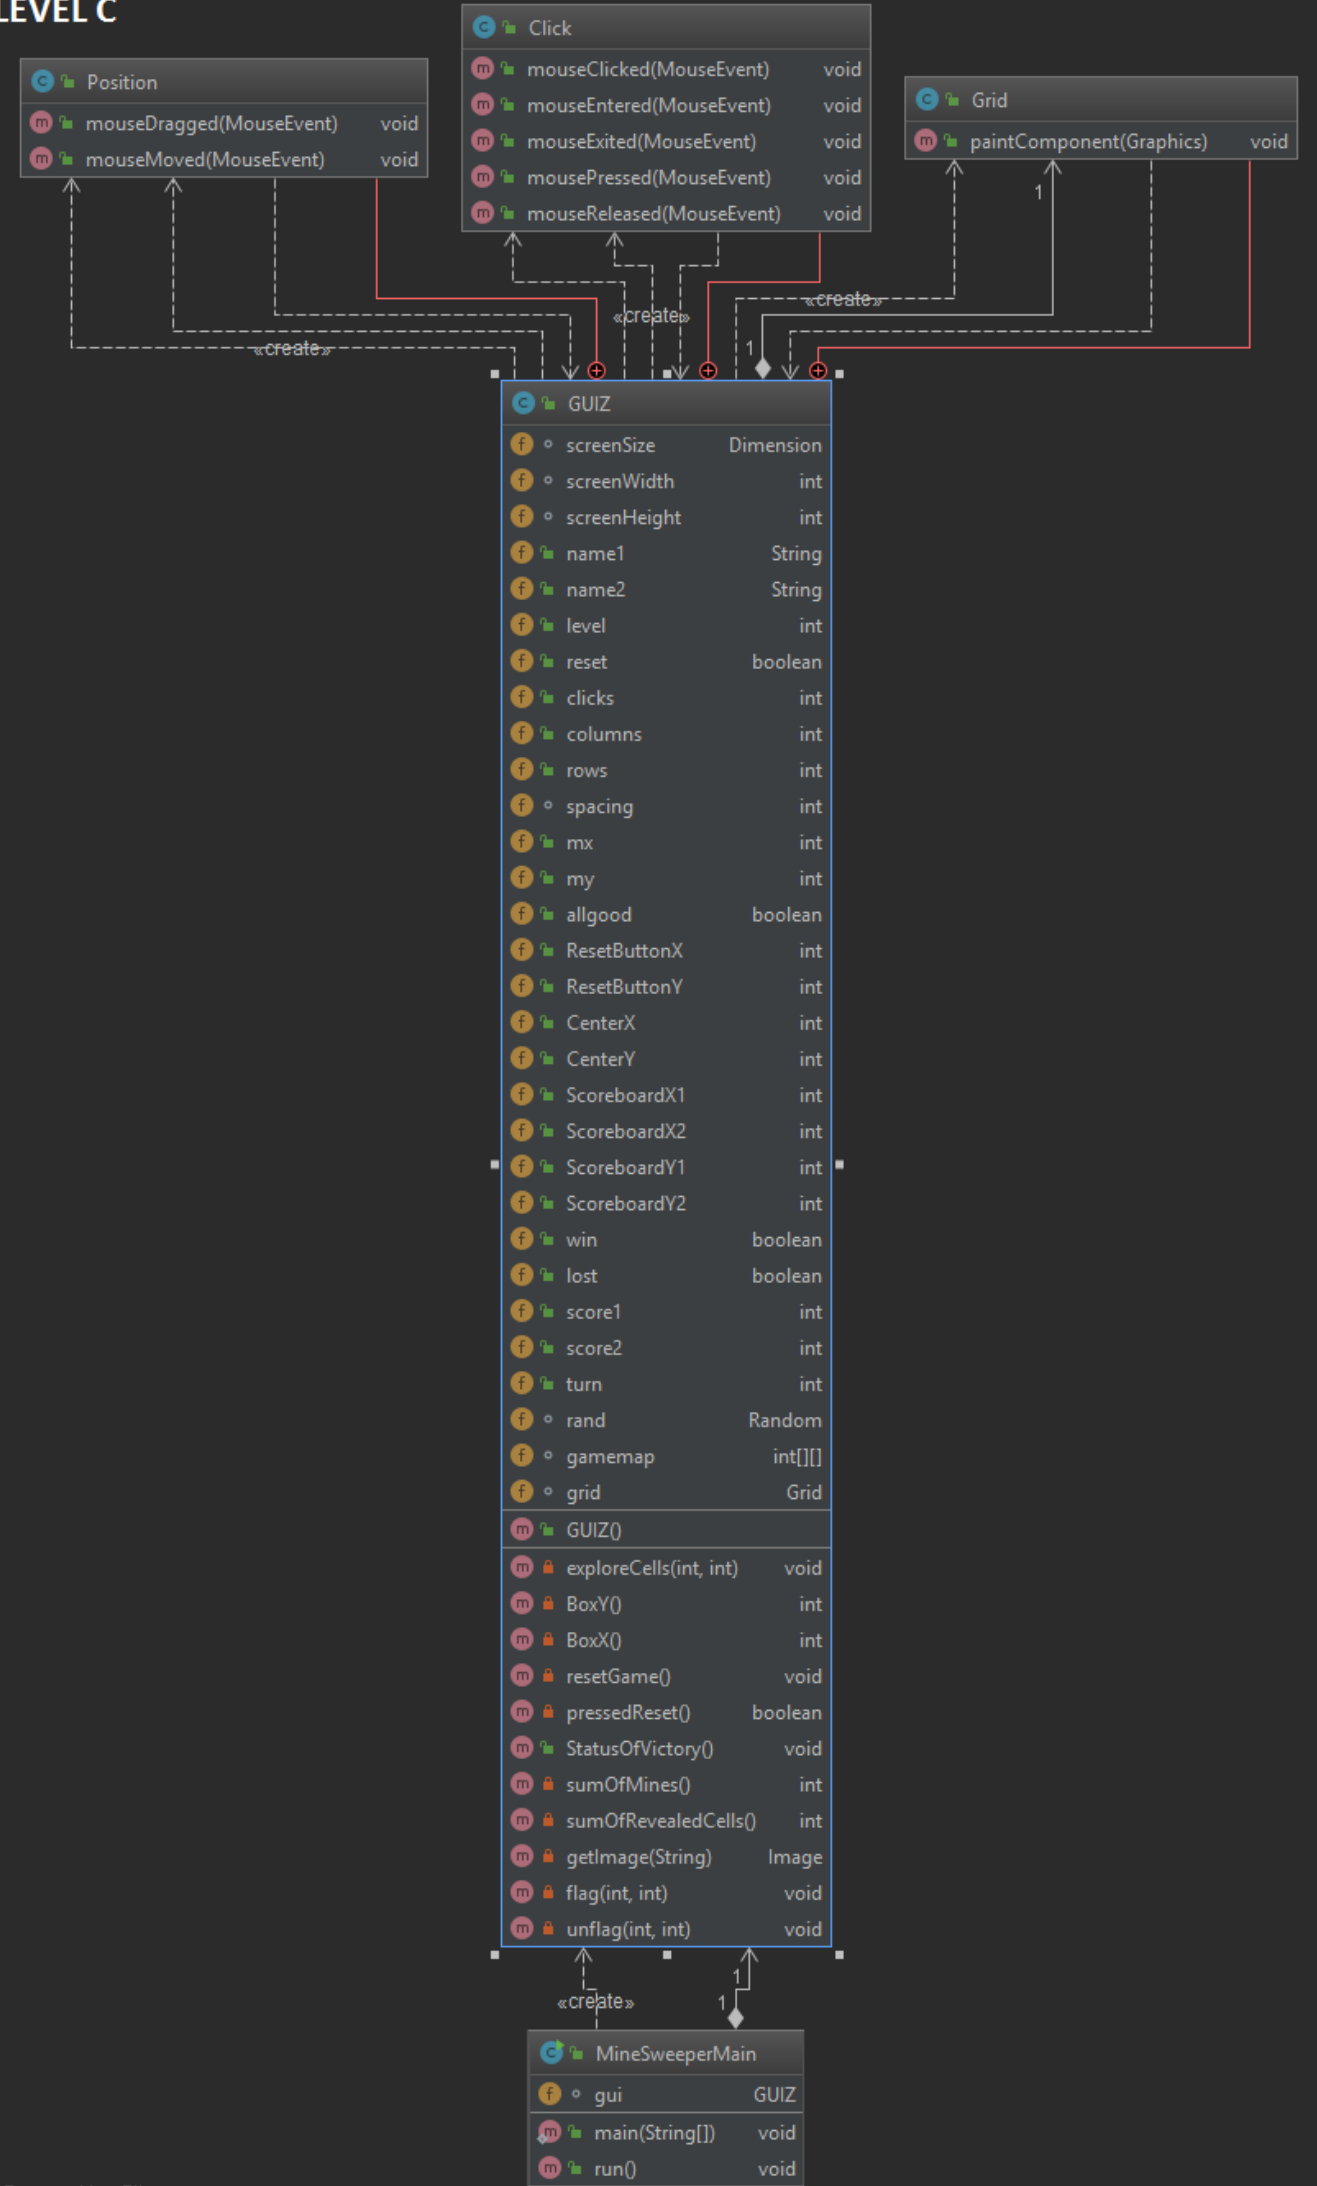 LEVEL C
Position
mouseDragged(MouseEvent) void
mouseMoved(MouseEvent) void
Click
mouseClicked(MouseEvent) void
mouseEntered(MouseEvent) void
mouseExited(MouseEvent) void
mousePressed(MouseEvent) void
mouseReleased(MouseEvent) void
Grid
paintComponent(Graphics) void
1
«create»
«create»
1
«create»
GUIZ
screenSize Dimension
screenWidth int
screenHeight int
name1 String
name2 String
level int
reset boolean
clicks int
columns int
rows int
spacing int
mx int
my int
allgood boolean
ResetButtonX int
ResetButtonY int
CenterX int
CenterY int
ScoreboardX1 int
ScoreboardX2 int
ScoreboardY1 int
ScoreboardY2 int
win boolean
lost boolean
score1 int
score2 int
turn int
rand Random
gamemap int[][]
grid Grid
GUIZ()
exploreCells(int, int) void
BoxY() int
BoxX() int
resetGame() void
pressedReset() boolean
StatusOfVictory() void
sumOfMines() int
sumOfRevealedCells() int
getImage(String) Image
flag(int, int) void
unflag(int, int) void
1
«create» 1
MineSweeperMain
gui GUIZ
main(String[]) void
run() void